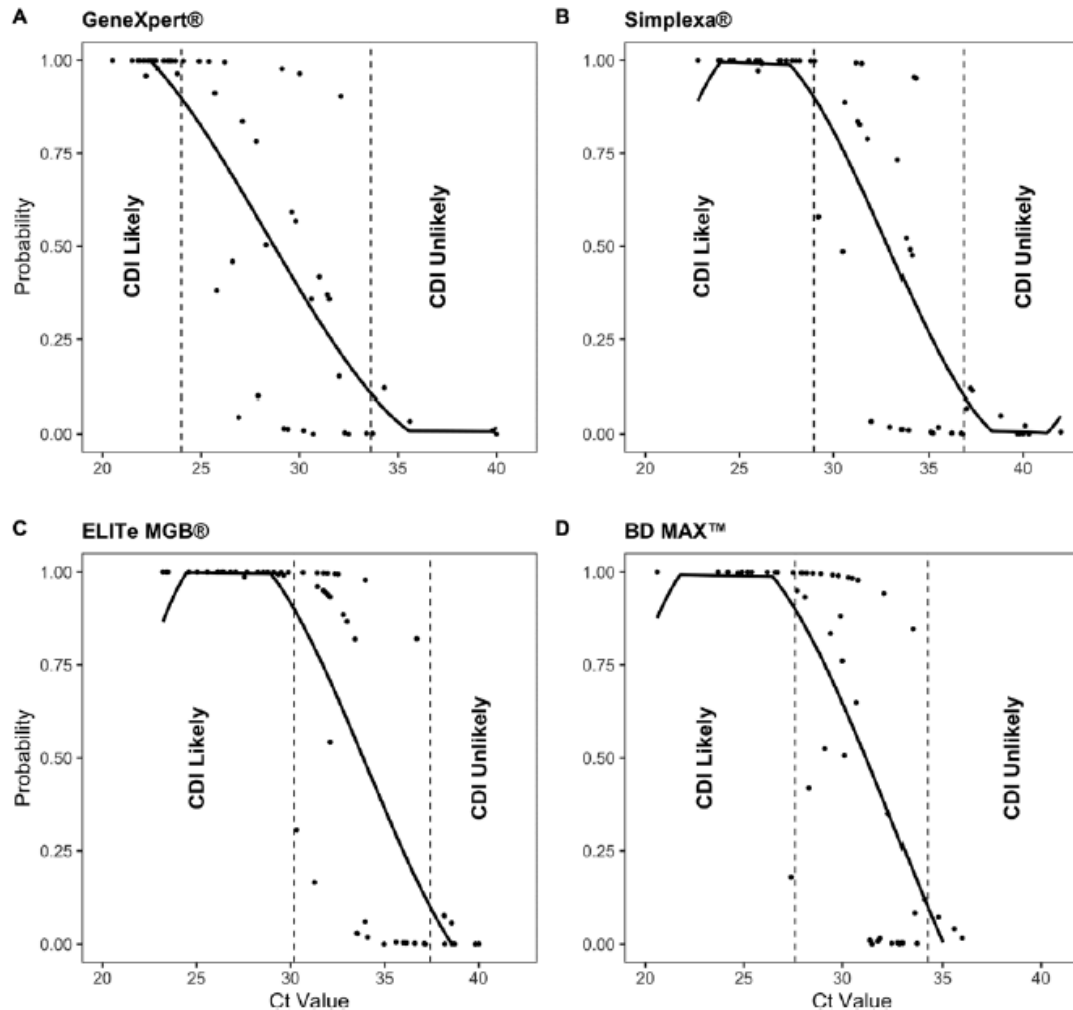 A GeneXpert®
1.00
0.75
0.50
0.25
0.00
Probability
CDI Likely
CDI Unlikely
20 25 30 35 40
B Simplexa®
1.00
0.75
0.50
0.25
0.00
CDI Likely
CDI Unlikely
20 25 30 35 40
C ELITe MGB®
1.00
0.75
0.50
0.25
0.00
Probability
CDI Likely
CDI Unlikely
20 25 30 35 40
Ct Value
D BD MAX™
1.00
0.75
0.50
0.25
0.00
CDI Likely
CDI Unlikely
20 25 30 35 40
Ct Value